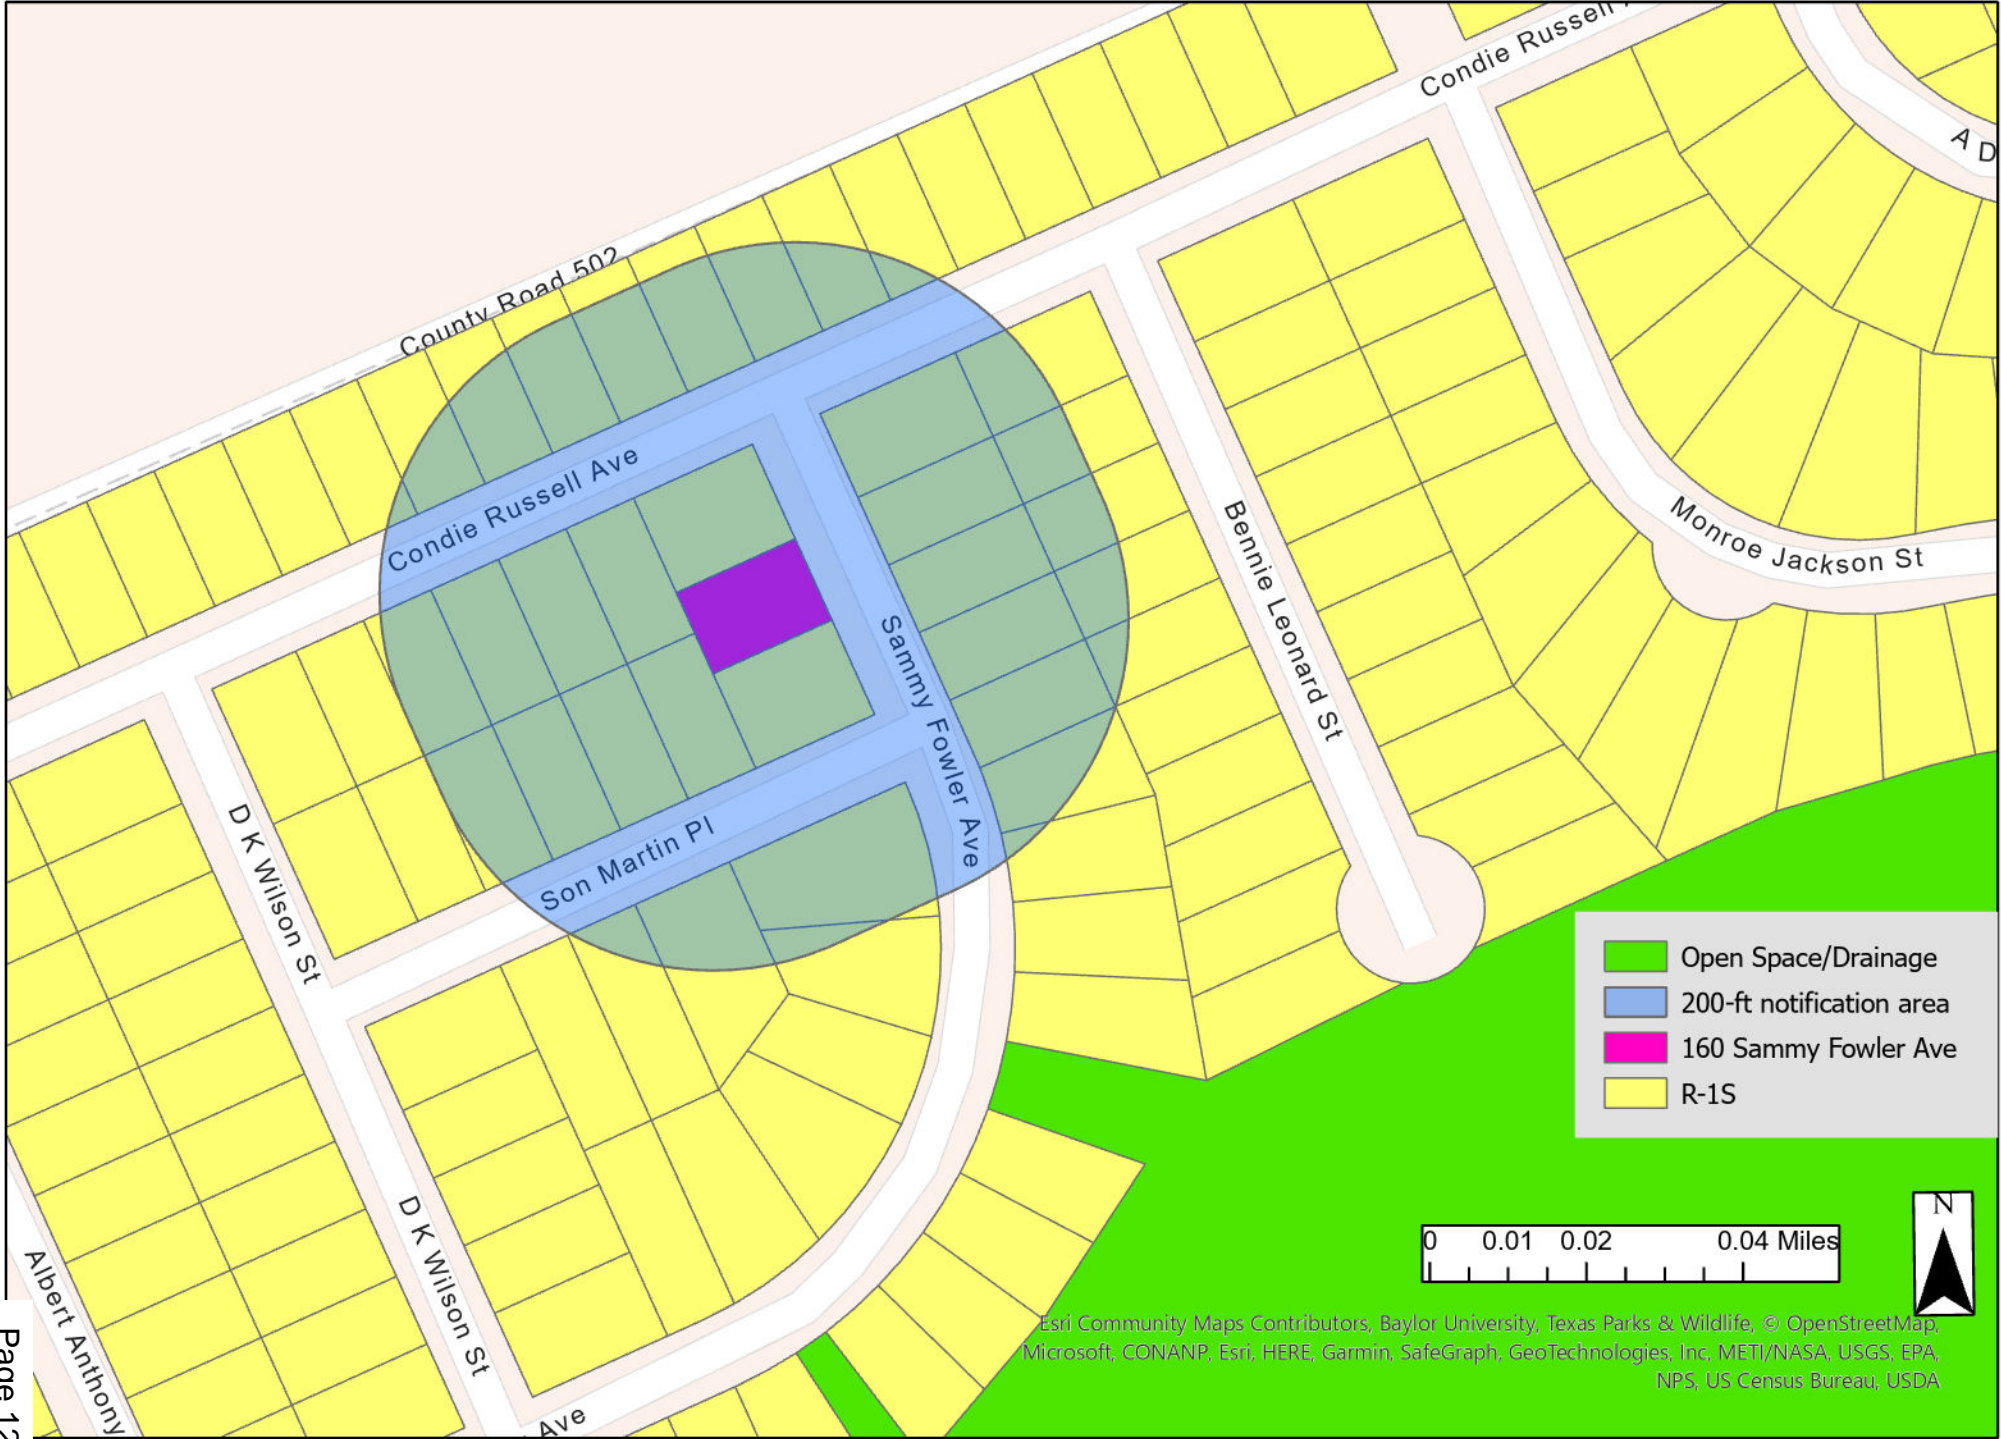 Condie Russell
A D
County Road 502
Condie Russell Ave
Bennie Leonard St
Monroe Jackson St
Sammy Fowler Ave
Son Martin Pl
D K Wilson St
D K Wilson St
Albert Anthony
Ave
Open Space/Drainage
200-ft notification area
160 Sammy Fowler Ave
R-1S
N
0 0.01 0.02 0.04 Miles
Esri Community Maps Contributors, Baylor University, Texas Parks & Wildlife, © OpenStreetMap,
Microsoft, CONANP, Esri, HERE, Garmin, SafeGraph, GeoTechnologies, Inc, METI/NASA, USGS, EPA,
NPS, US Census Bureau, USDA
Page 12